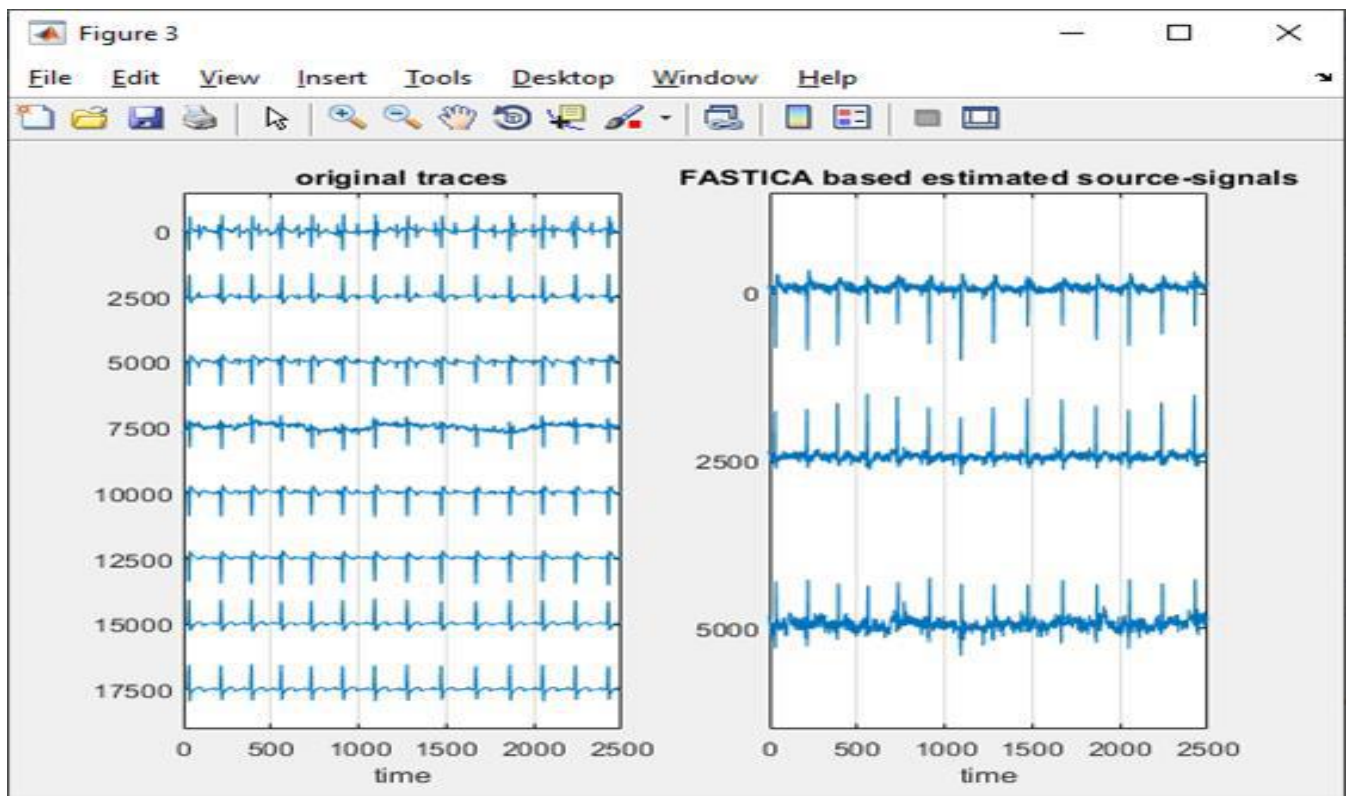 Figure 3
File Edit View Insert Tools Desktop Window Help
original traces
0
2500
5000
7500
10000
12500
15000
17500
0 500 1000 1500 2000 2500
time
FASTICA based estimated source-signals
0
2500
5000
0 500 1000 1500 2000 2500
time